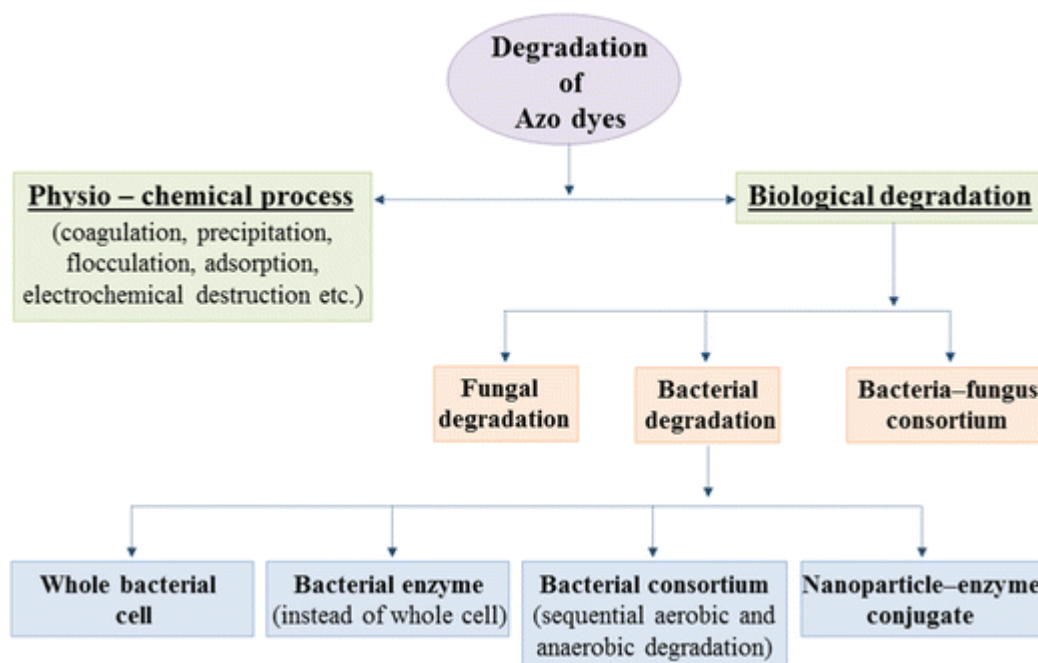 Degradation
of
Azo dyes
Physio – chemical process
(coagulation, precipitation,
flocculation, adsorption,
electrochemical destruction etc.)
Biological degradation
Fungal
degradation
Bacterial
degradation
Bacteria–fungus
consortium
Whole bacterial
cell
Bacterial enzyme
(instead of whole cell)
Bacterial consortium
(sequential aerobic and
anaerobic degradation)
Nanoparticle–enzyme
conjugate